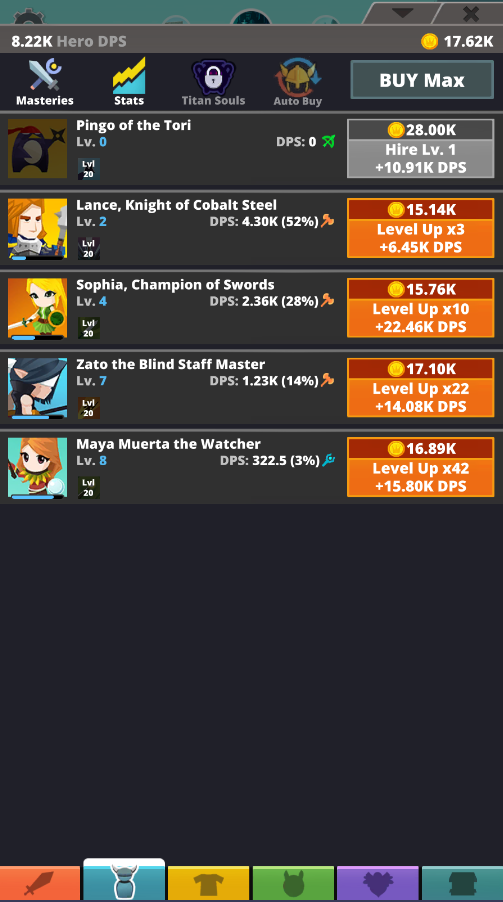 8.22K Hero DPS
17.62K
Masteries
Stats
Titan Souls
Auto Buy
BUY Max
Pingo of the Tori
Lv. 0
DPS: 0
Lvl
20
28.00K
Hire Lv. 1
+10.91K DPS
Lance, Knight of Cobalt Steel
Lv. 2
DPS: 4.30K (52%)
Lvl
20
15.14K
Level Up x3
+6.45K DPS
Sophia, Champion of Swords
Lv. 4
DPS: 2.36K (28%)
Lvl
20
15.76K
Level Up x10
+22.46K DPS
Zato the Blind Staff Master
Lv. 7
DPS: 1.23K (14%)
Lvl
20
17.10K
Level Up x22
+14.08K DPS
Maya Muerta the Watcher
Lv. 8
DPS: 322.5 (3%)
Lvl
20
16.89K
Level Up x42
+15.80K DPS